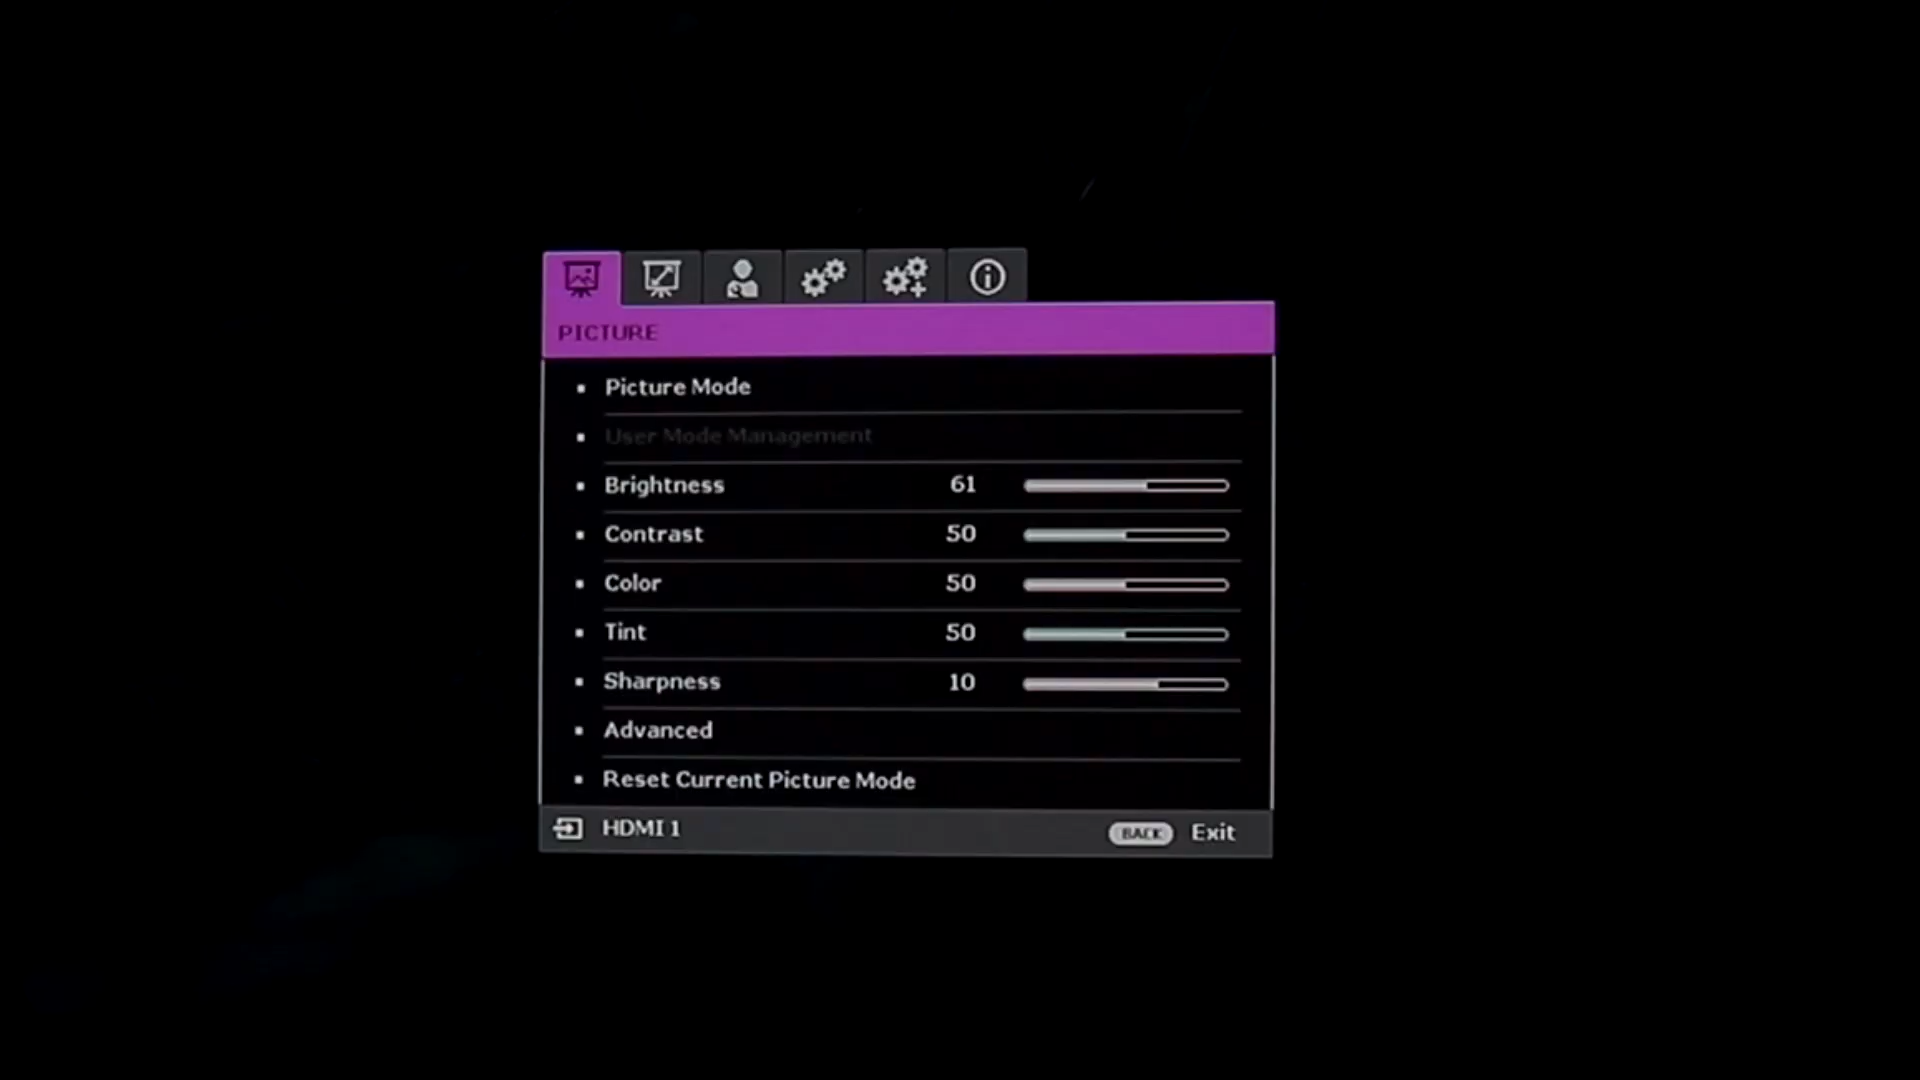 PICTURE
Picture Mode
User Mode Management
Brightness 61
Contrast 50
Color 50
Tint 50
Sharpness 10
Advanced
Reset Current Picture Mode
HDMI 1 BACK Exit